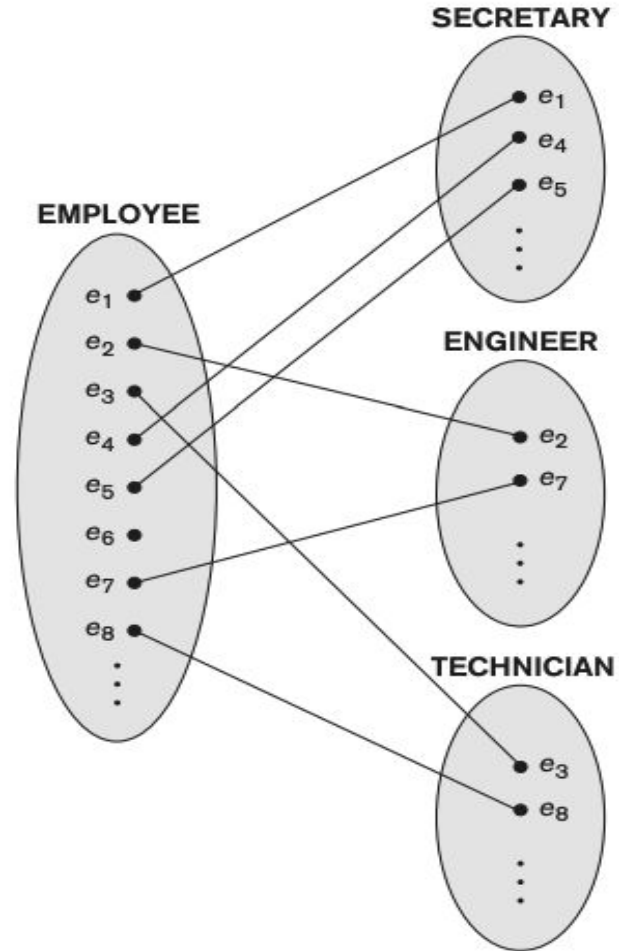 EMPLOYEE
e1
e2
e3
e4
e5
e6
e7
e8
SECRETARY
e1
e4
e5
ENGINEER
e2
e7
TECHNICIAN
e3
e8